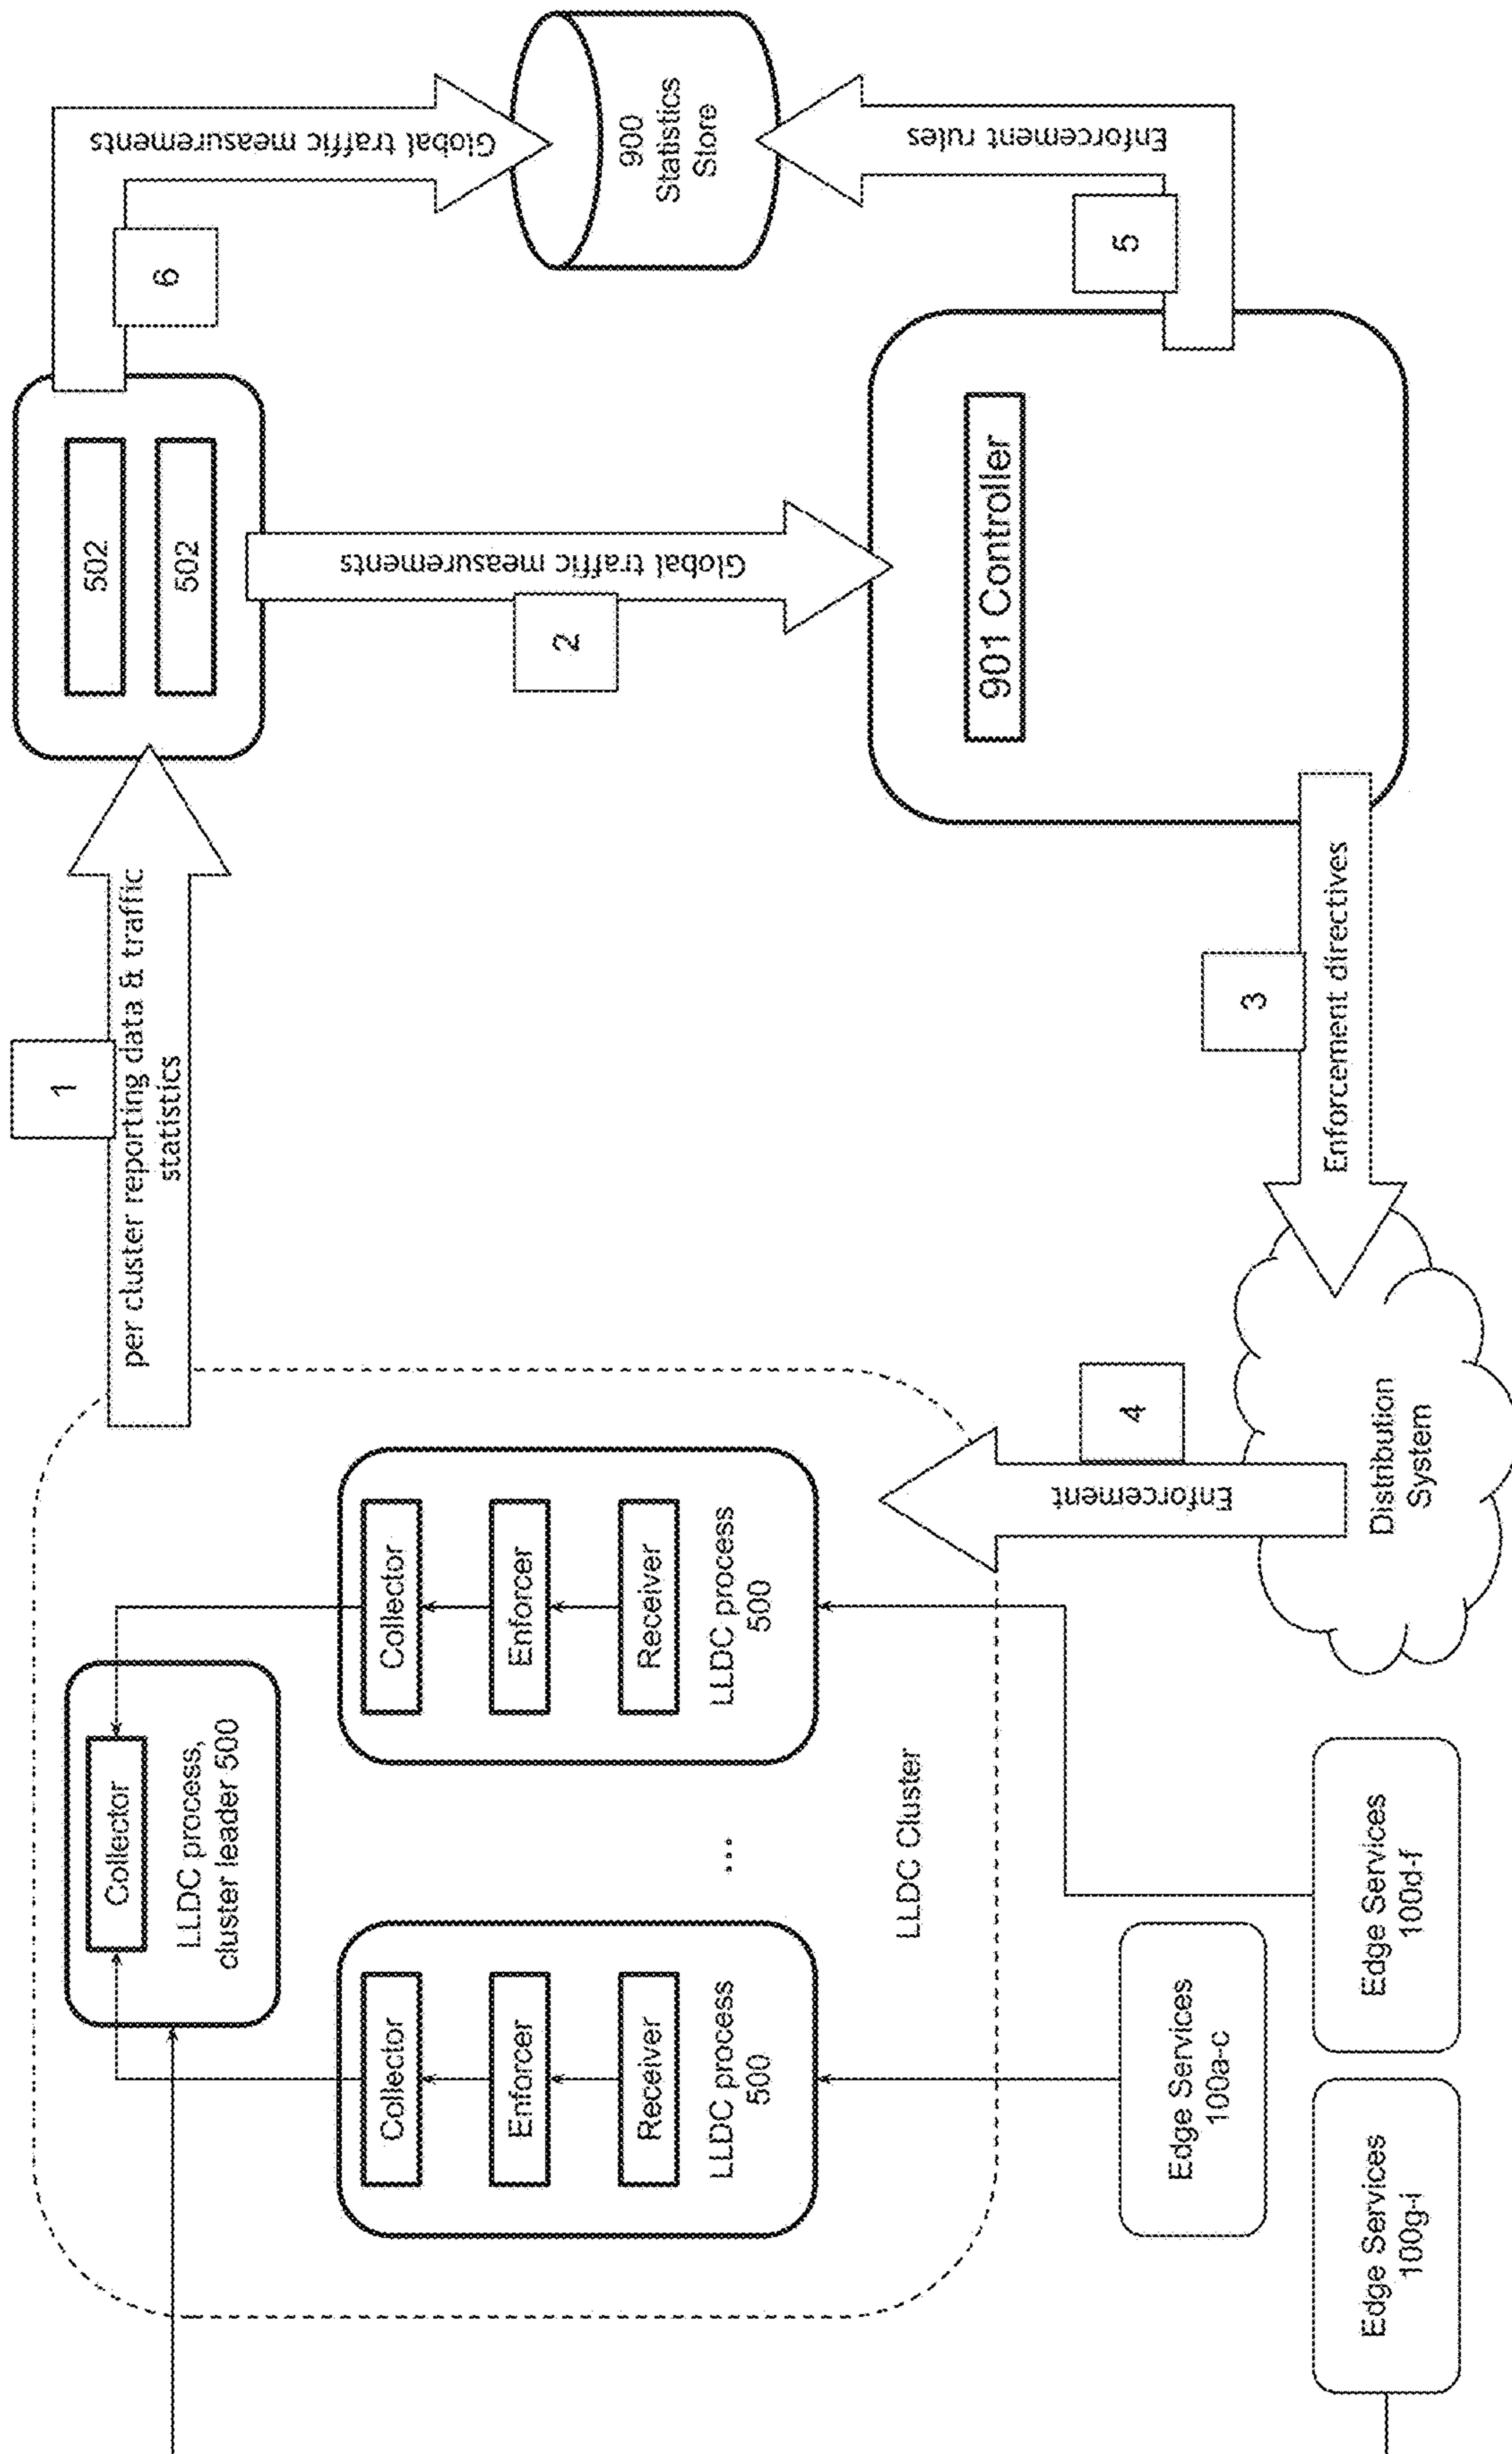 LLDC process,
cluster leader 500
Collector
Collector
Enforcer
Receiver
LLDC process
500
...
Collector
Enforcer
Receiver
LLDC process
500
LLDC Cluster
Edge Services
100a-c
Edge Services
100g-i
Edge Services
100d-f
1
per cluster reporting data & traffic
statistics
502
502
6
Global traffic measurements
2
Global traffic measurements
900
Statistics
Store
901 Controller
5
Enforcement rules
3
Enforcement directives
4
Enforcement
Distribution
System